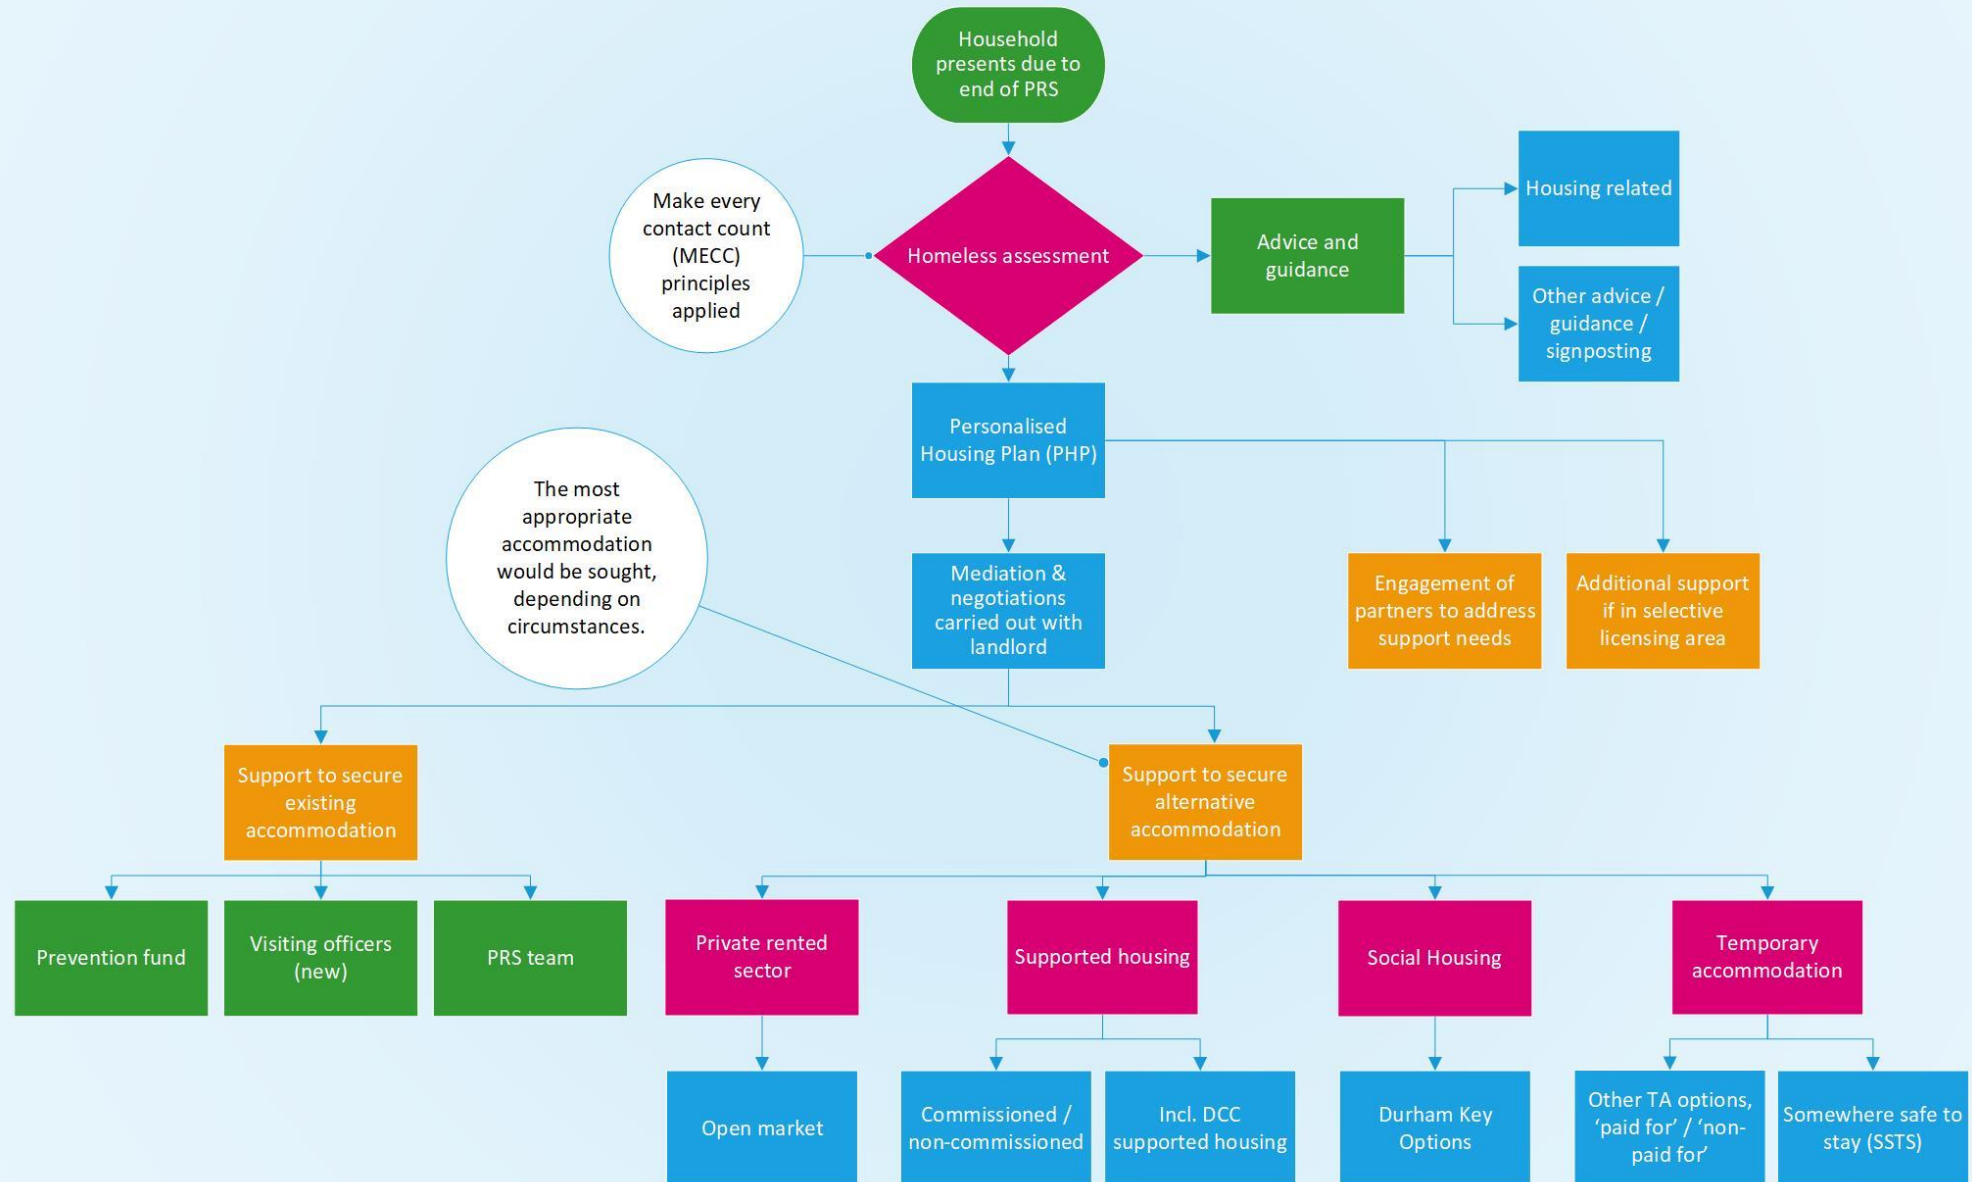 Household
presents due to
end of PRS
Make every
contact count
(MECC)
principles
applied
Homeless assessment
Advice and
guidance
Housing related
Other advice /
guidance /
signposting
Personalised
Housing Plan (PHP)
The most
appropriate
accommodation
would be sought,
depending on
circumstances.
Mediation &
negotiations
carried out with
landlord
Engagement of
partners to address
support needs
Additional support
if in selective
licensing area
Support to secure
existing
accommodation
Support to secure
alternative
accommodation
Prevention fund
Visiting officers
(new)
PRS team
Private rented
sector
Supported housing
Social Housing
Temporary
accommodation
Open market
Commissioned /
non-commissioned
Incl. DCC
supported housing
Durham Key
Options
Other TA options,
‘paid for’ / ‘non-
paid for’
Somewhere safe to
stay (SSTS)